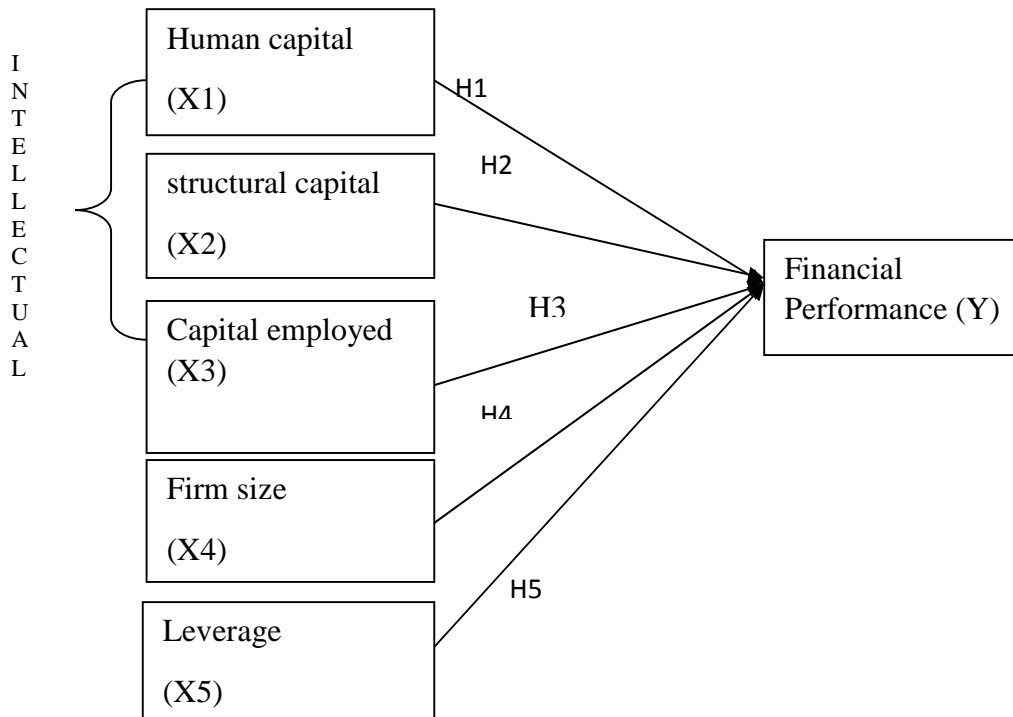 INTELLECTUAL
Human capital
(X1)
H1
H2
structural capital
(X2)
Financial
Performance (Y)
H3
Capital employed
(X3)
H4
Firm size
(X4)
H5
Leverage
(X5)